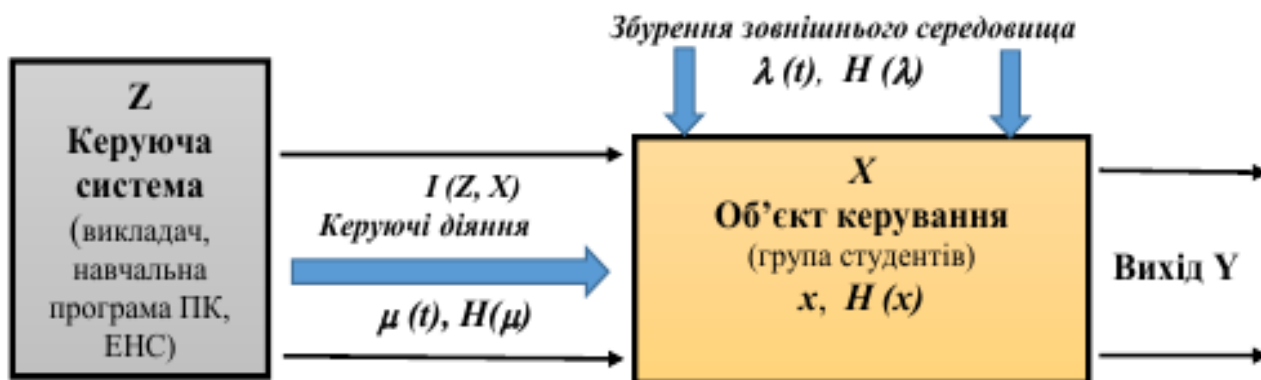 Збурення зовнішнього середовища
λ (t), H (λ)
Z
Керуюча
система
(викладач,
навчальна
програма ПК,
ЕНС)
I (Z, X)
Керуючі діяння
μ (t), H(μ)
X
Об’єкт керування
(група студентів)
x, H (x)
Вихід Y